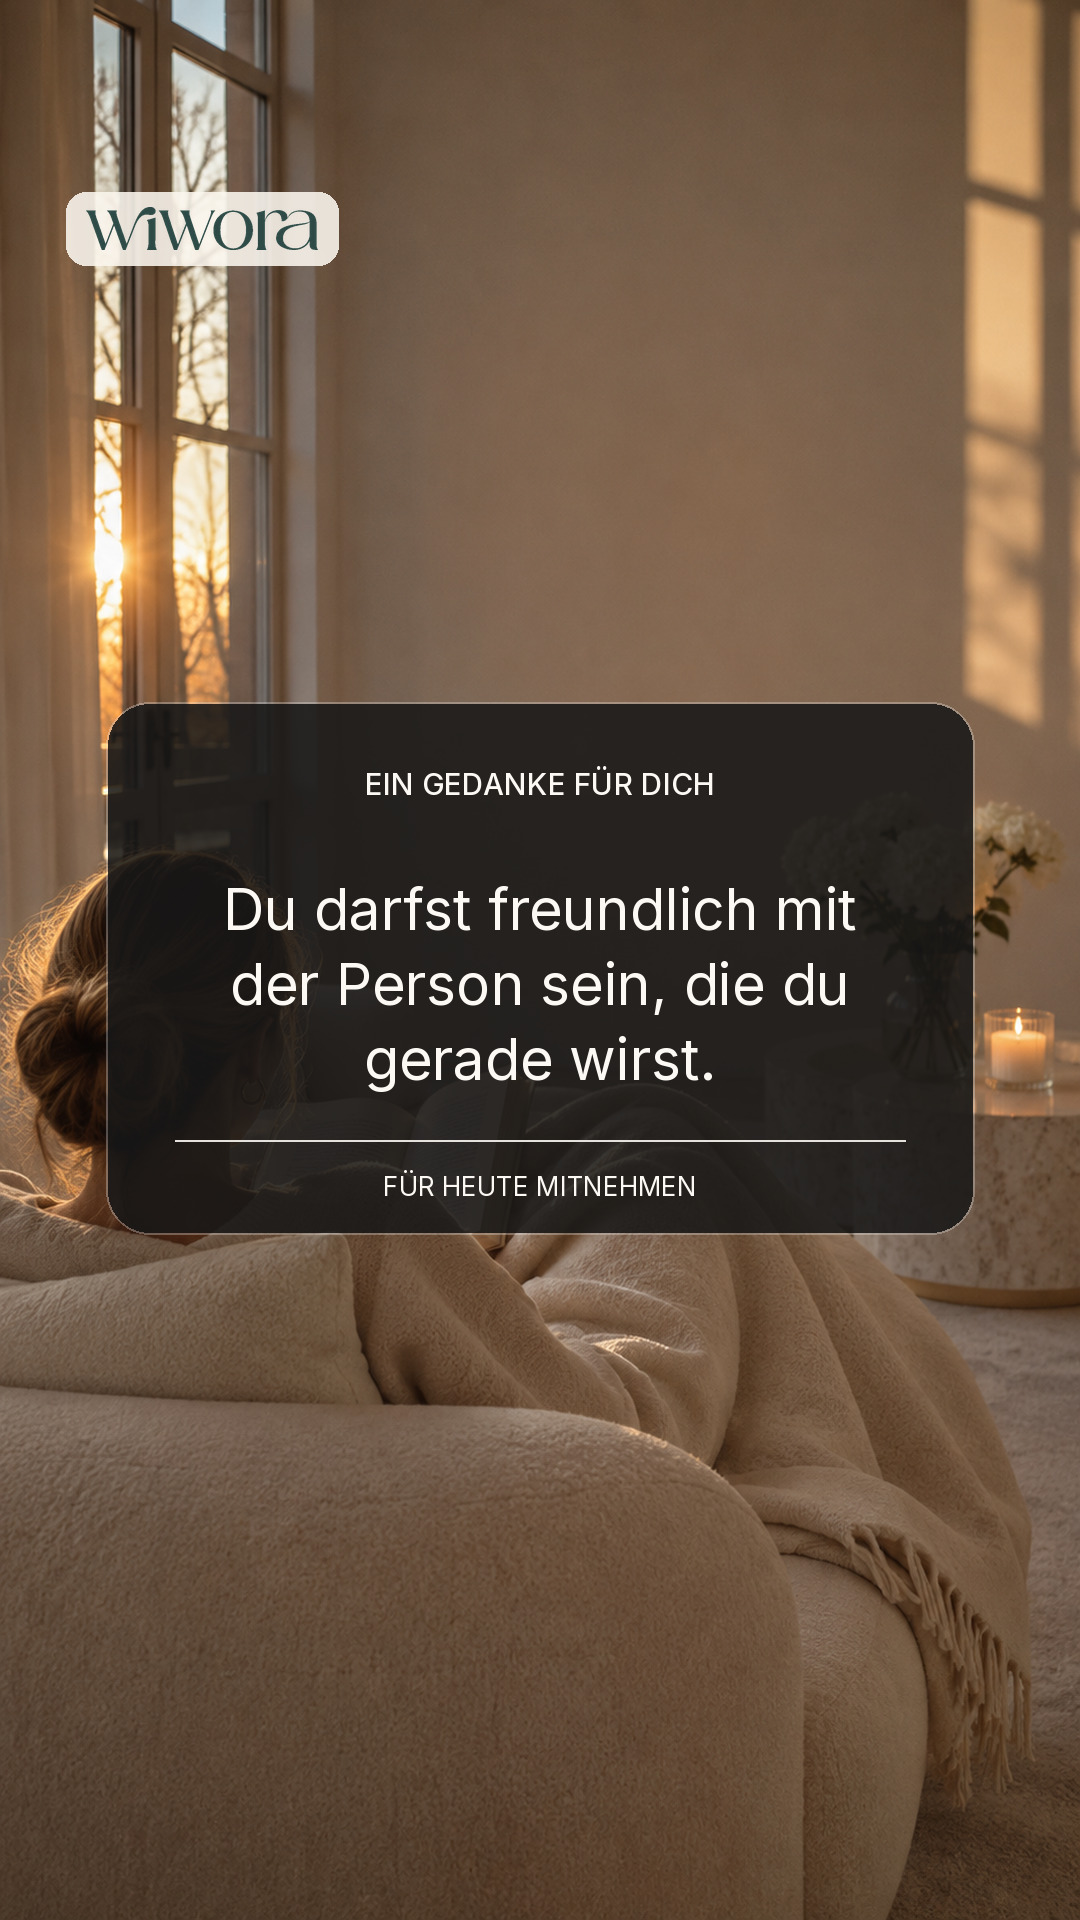 wiwora
EIN GEDANKE FÜR DICH
Du darfst freundlich mit
der Person sein, die du
gerade wirst.
FÜR HEUTE MITNEHMEN